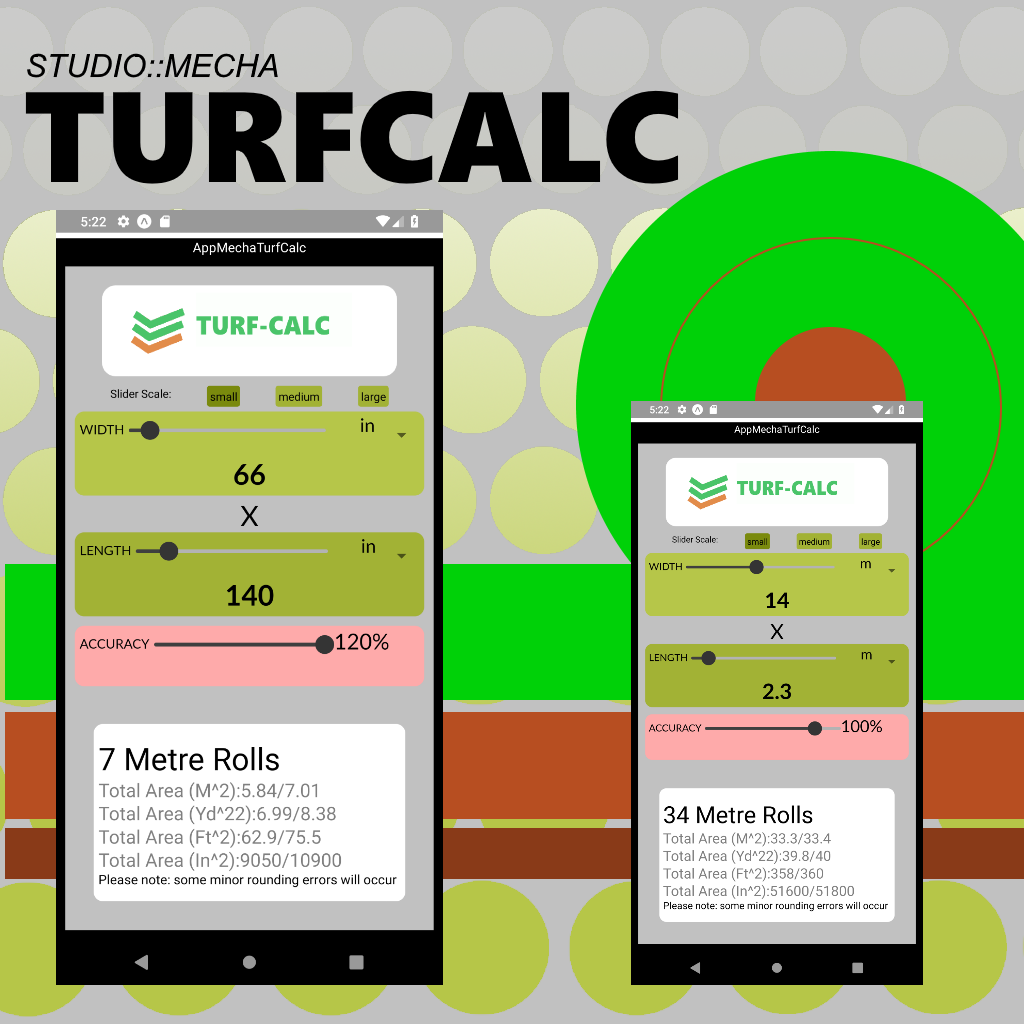 STUDIO::MECHA
TURFCALC
5:22
AppMechaTurfCalc
TURF-CALC
Slider Scale: small medium large
WIDTH in
66
X
LENGTH in
140
ACCURACY 120%
7 Metre Rolls
Total Area (M^2):5.84/7.01
Total Area (Yd^22):6.99/8.38
Total Area (Ft^2):62.9/75.5
Total Area (In^2):9050/10900
Please note: some minor rounding errors will occur
5:22
AppMechaTurfCalc
TURF-CALC
Slider Scale: small medium large
WIDTH m
14
X
LENGTH m
2.3
ACCURACY 100%
34 Metre Rolls
Total Area (M^2):33.3/33.4
Total Area (Yd^22):39.8/40
Total Area (Ft^2):358/360
Total Area (In^2):51600/51800
Please note: some minor rounding errors will occur